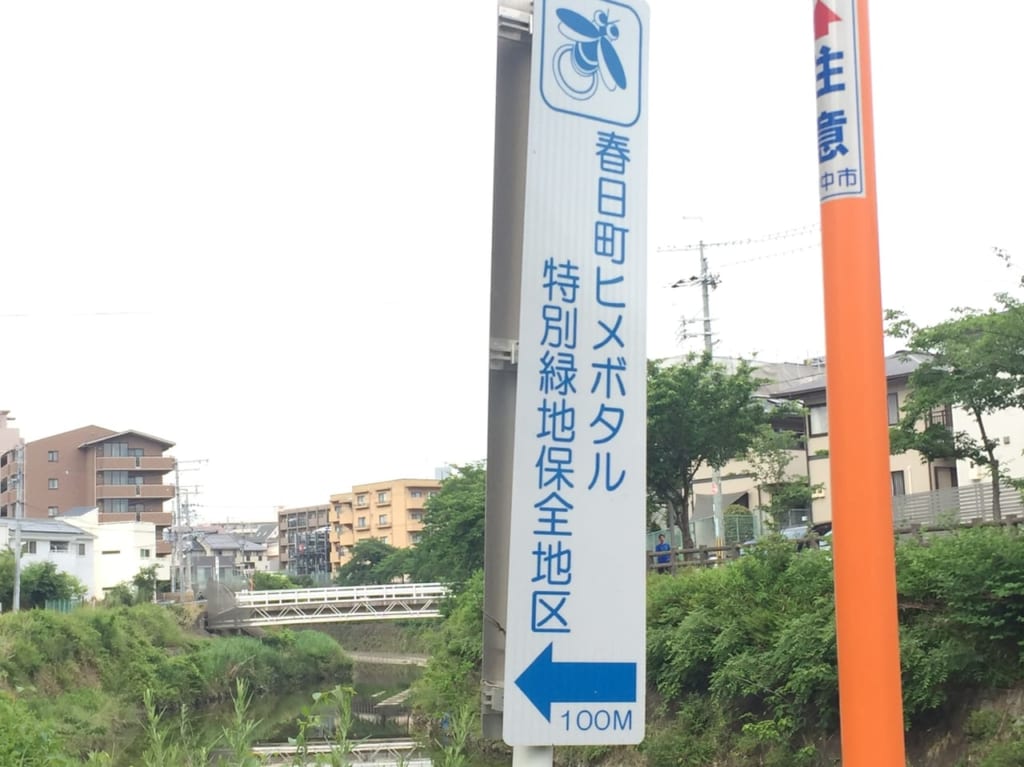 春日町ヒメボタル
特別緑地保全地区
100M
注意
中市